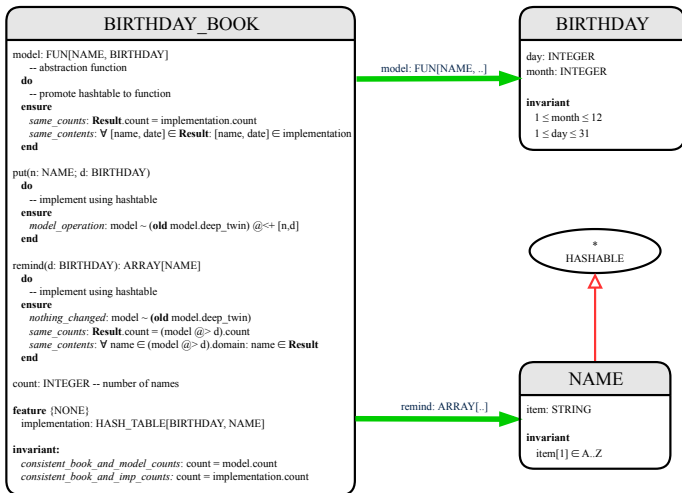 BIRTHDAY_BOOK
model: FUN[NAME, BIRTHDAY]
-- abstraction function
do
-- promote hashtable to function
ensure
same_counts: Result.count = implementation.count
same_contents: ∀ [name, date] ∈ Result: [name, date] ∈ implementation
end
put(n: NAME; d: BIRTHDAY)
do
-- implement using hashtable
ensure
model_operation: model ~ (old model.deep_twin) @<+ [n,d]
end
remind(d: BIRTHDAY): ARRAY[NAME]
do
-- implement using hashtable
ensure
nothing_changed: model ~ (old model.deep_twin)
same_counts: Result.count = (model @> d).count
same_contents: ∀ name ∈ (model @> d).domain: name ∈ Result
end
count: INTEGER -- number of names
feature {NONE}
implementation: HASH_TABLE[BIRTHDAY, NAME]
invariant:
consistent_book_and_model_counts: count = model.count
consistent_book_and_imp_counts: count = implementation.count
model: FUN[NAME, ..]
BIRTHDAY
day: INTEGER
month: INTEGER
invariant
1 ≤ month ≤ 12
1 ≤ day ≤ 31
*
HASHABLE
remind: ARRAY[..]
NAME
item: STRING
invariant
item[1] ∈ A..Z